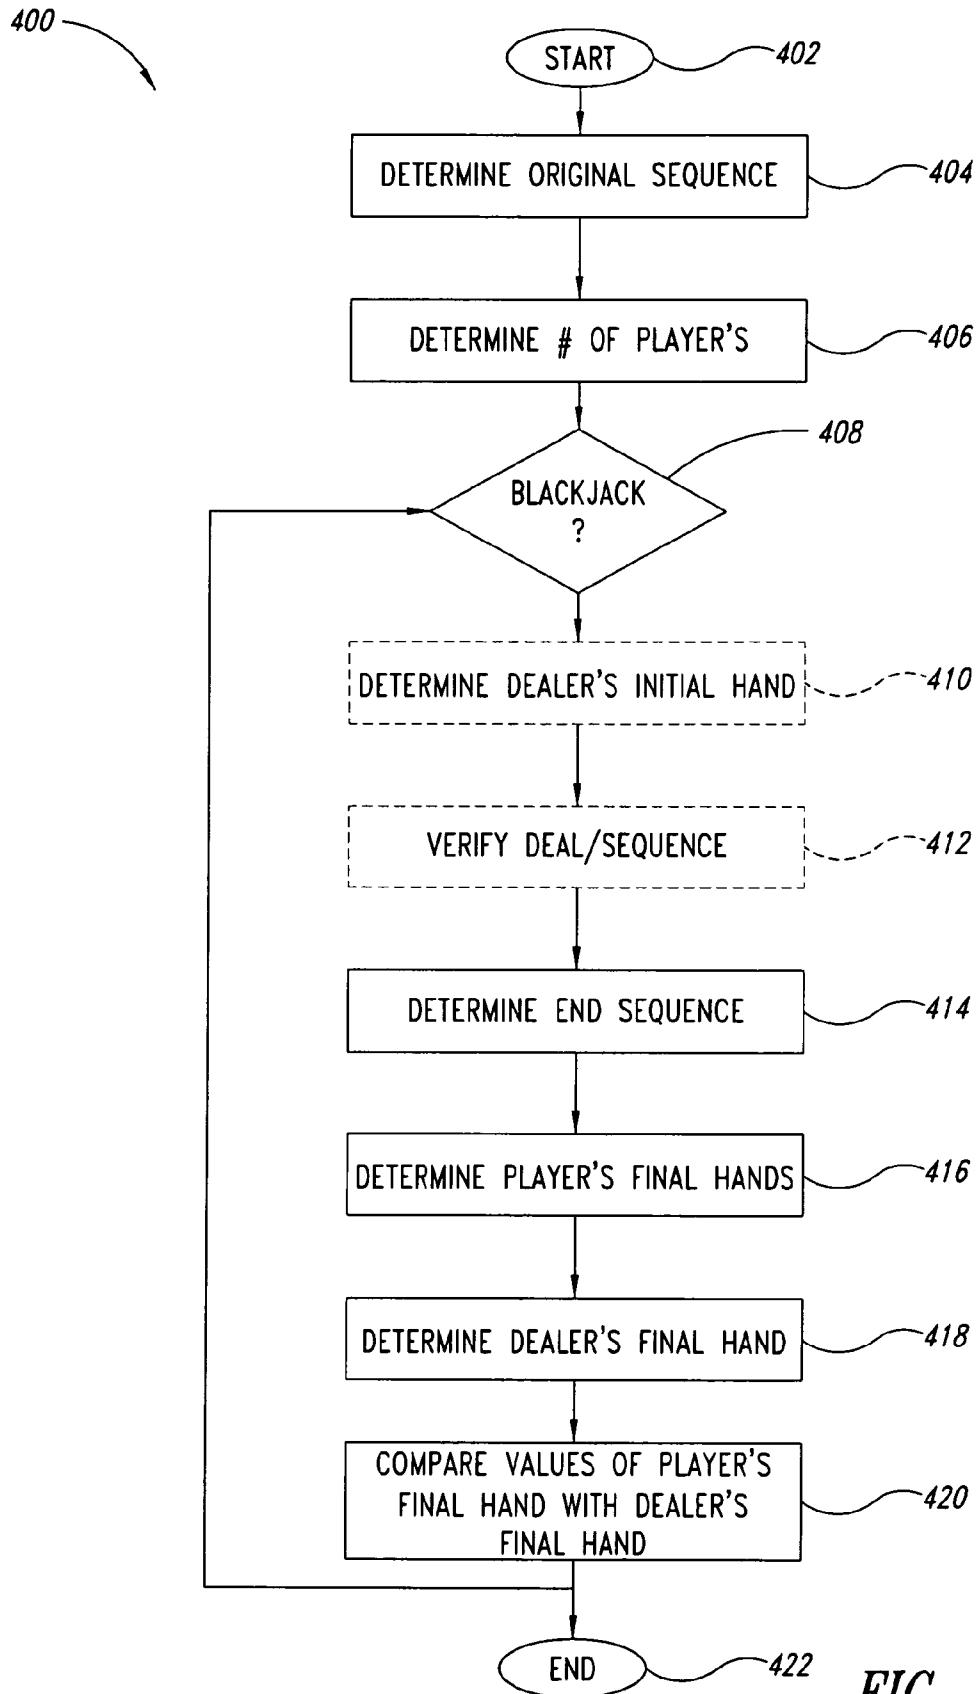 400
START
402
DETERMINE ORIGINAL SEQUENCE
404
DETERMINE # OF PLAYER'S
406
408
BLACKJACK
?
DETERMINE DEALER'S INITIAL HAND
410
VERIFY DEAL/SEQUENCE
412
DETERMINE END SEQUENCE
414
DETERMINE PLAYER'S FINAL HANDS
416
DETERMINE DEALER'S FINAL HAND
418
COMPARE VALUES OF PLAYER'S
FINAL HAND WITH DEALER'S
FINAL HAND
420
END
422
FIG